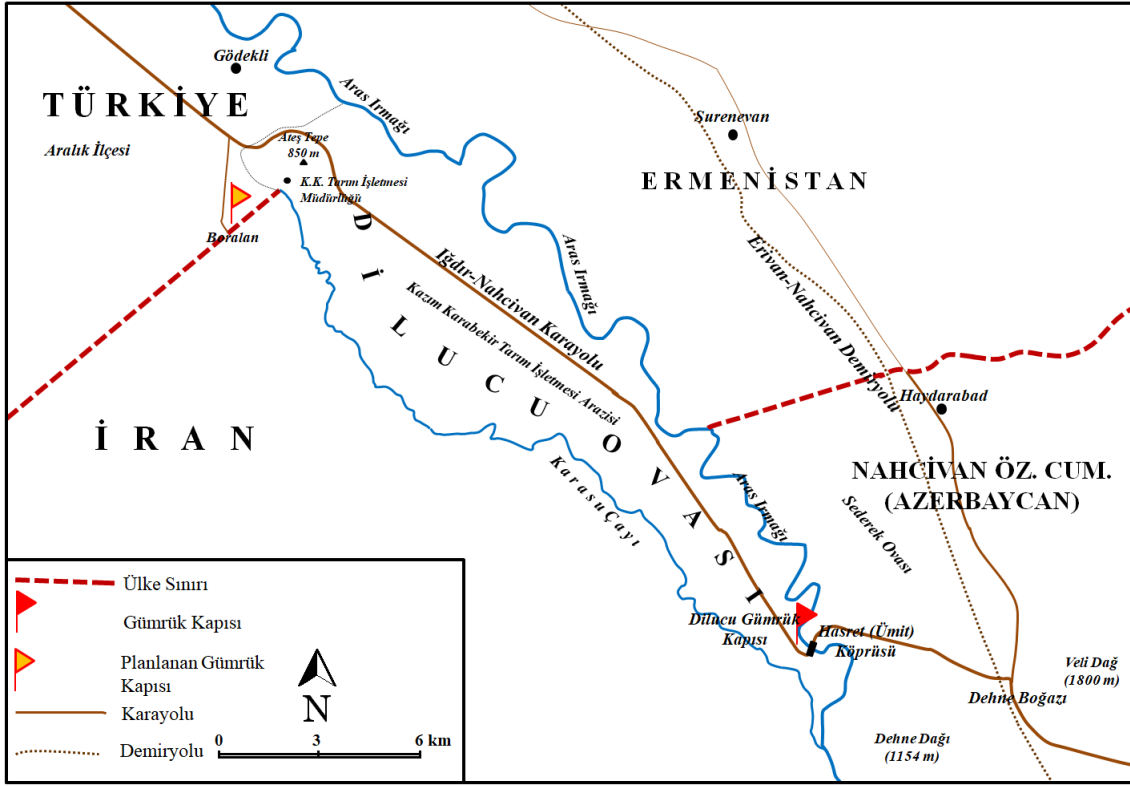 Gödekli
Aras Irmağı
TÜRKİYE
Aralık İlçesi
Ateş Tepe
850 m
K.K. Tarım İşletmesi
Müdürlüğü
Boralan
Şurenevan
ERMENİSTAN
Aras Irmağı
Erivan-Nahcivan Demiryolu
Iğdır-Nahcivan Karayolu
Kazım Karabekir Tarım İşletmesi Arazisi
DİLUCU OVASI
Haydarabad
İRAN
Karasu Çayı
Aras Irmağı
NAHCİVAN ÖZ. CUM.
(AZERBAYCAN)
Sederek Ovası
Dilucu Gümrük
Kapısı
Hasret (Ümit)
Köprüsü
Veli Dağ
(1800 m)
Dehne Boğazı
Dehne Dağı
(1154 m)
Ülke Sınırı
Gümrük Kapısı
Planlanan Gümrük
Kapısı
Karayolu
Demiryolu
N
0 3 6 km